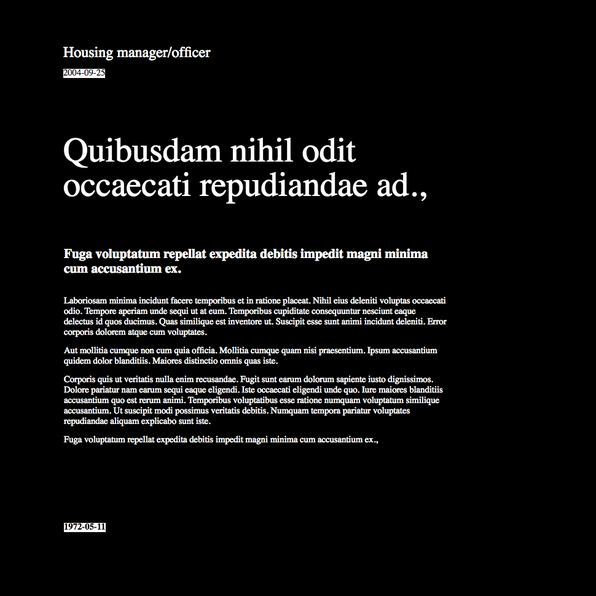 Housing manager/officer
2004-09-25
Quibusdam nihil odit
occaecati repudiandae ad.,
Fuga voluptatum repellat expedita debitis impedit magni minima
cum accusantium ex.
Laboriosam minima incidunt facere temporibus et in ratione placeat. Nihil eius deleniti voluptas occaecati
odio. Tempore aperiam unde sequi ut at eum. Temporibus cupiditate consequuntur nesciunt eaque
delectus id quos ducimus. Quas similique est inventore ut. Suscipit esse sunt animi incidunt deleniti. Error
corporis dolorem atque cum voluptates.
Aut mollitia cumque non cum quia officia. Mollitia cumque quam nisi praesentium. Ipsum accusantium
quidem dolor blanditiis. Maiores distinctio omnis quas iste.
Corporis quis ut veritatis nulla enim recusandae. Fugit sunt earum dolorum sapiente iusto dignissimos.
Dolore pariatur nam earum sequi eaque eligendi. Iste occaecati eligendi unde quo. Iure maiores blanditiis
accusantium quo est rerum animi. Temporibus voluptatibus esse ratione numquam voluptatum similique
accusantium. Ut suscipit modi possimus veritatis debitis. Numquam tempora pariatur voluptates
repudiandae aliquam explicabo sunt iste.
Fuga voluptatum repellat expedita debitis impedit magni minima cum accusantium ex.,
1972-05-11